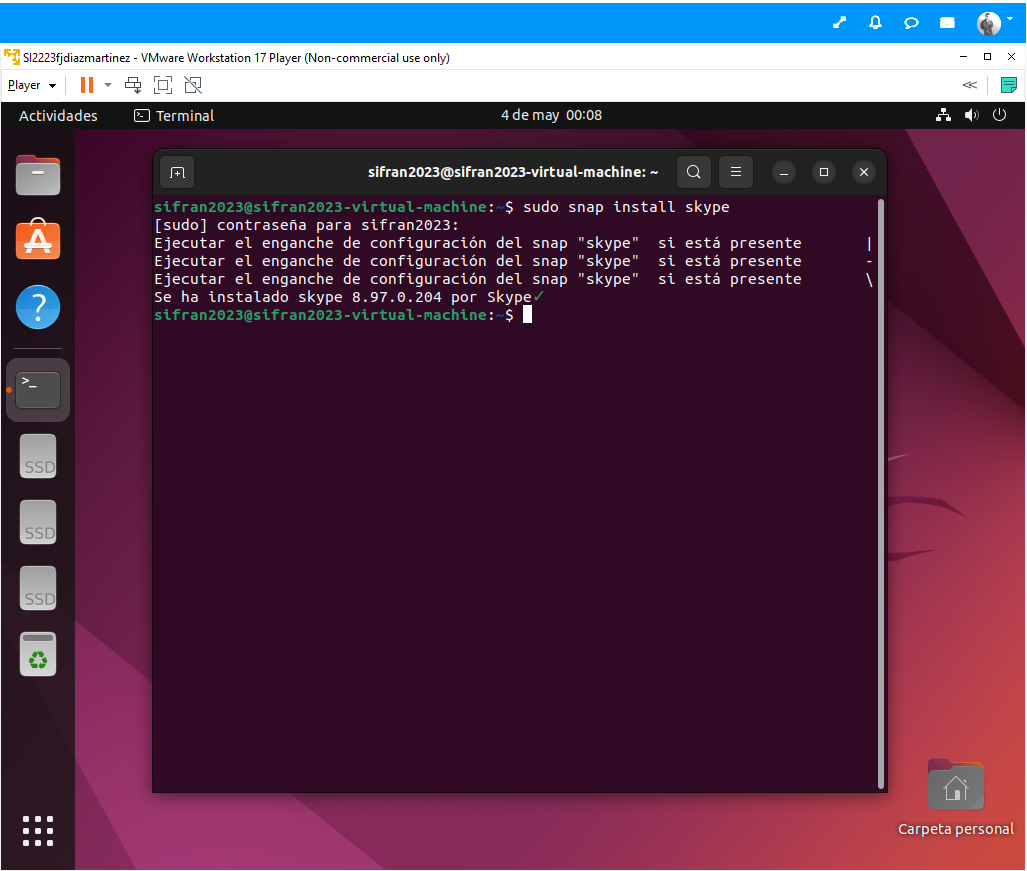 SI2223fjdiazmartinez - VMware Workstation 17 Player (Non-commercial use only)
Player
Actividades
Terminal
4 de may 00:08
sifran2023@sifran2023-virtual-machine: ~
sifran2023@sifran2023-virtual-machine:~$ sudo snap install skype
[sudo] contraseña para sifran2023:
Ejecutar el enganche de configuración del snap "skype"  si está presente       |
Ejecutar el enganche de configuración del snap "skype"  si está presente       -
Ejecutar el enganche de configuración del snap "skype"  si está presente       \
Se ha instalado skype 8.97.0.204 por Skype✓
sifran2023@sifran2023-virtual-machine:~$
>_
SSD
SSD
SSD
Carpeta personal